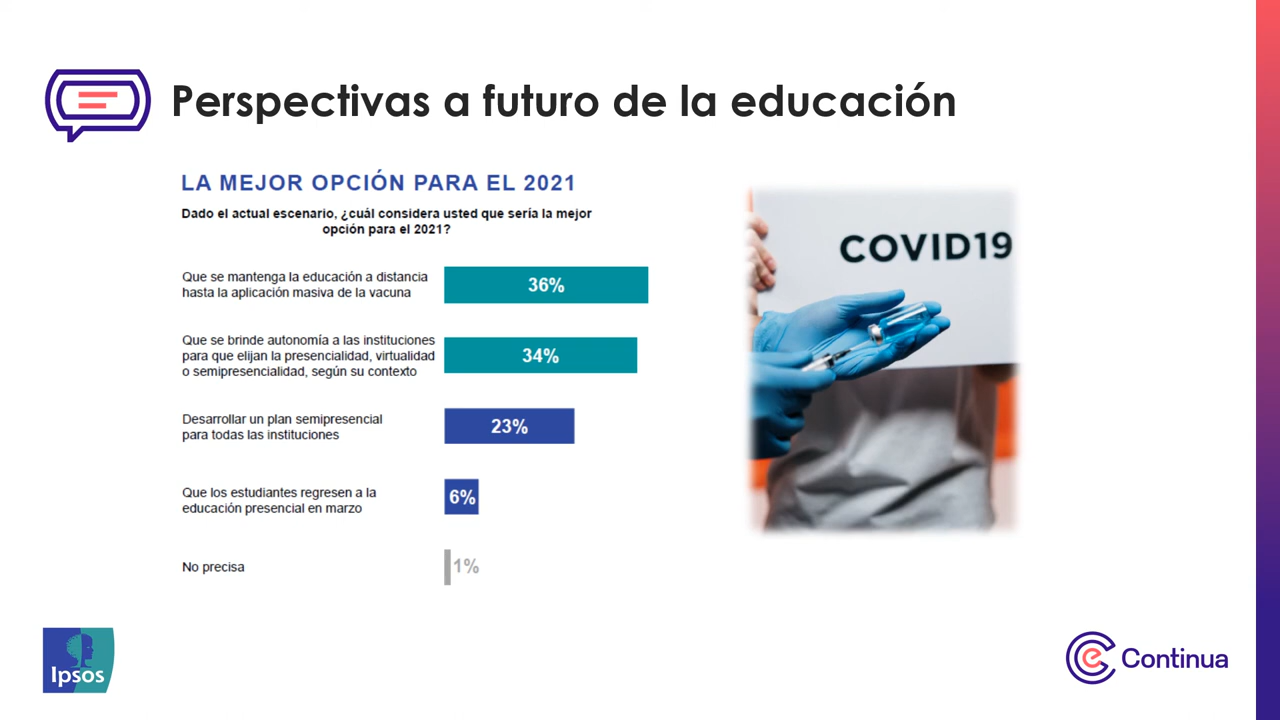 Perspectivas a futuro de la educación
LA MEJOR OPCIÓN PARA EL 2021
Dado el actual escenario, ¿cuál considera usted que sería la mejor
opción para el 2021?
Que se mantenga la educación a distancia
hasta la aplicación masiva de la vacuna
36%
Que se brinde autonomía a las instituciones
para que elijan la presencialidad, virtualidad
o semipresencialidad, según su contexto
34%
Desarrollar un plan semipresencial
para todas las instituciones
23%
Que los estudiantes regresen a la
educación presencial en marzo
6%
No precisa
1%
COVID19
Ipsos
e Continua